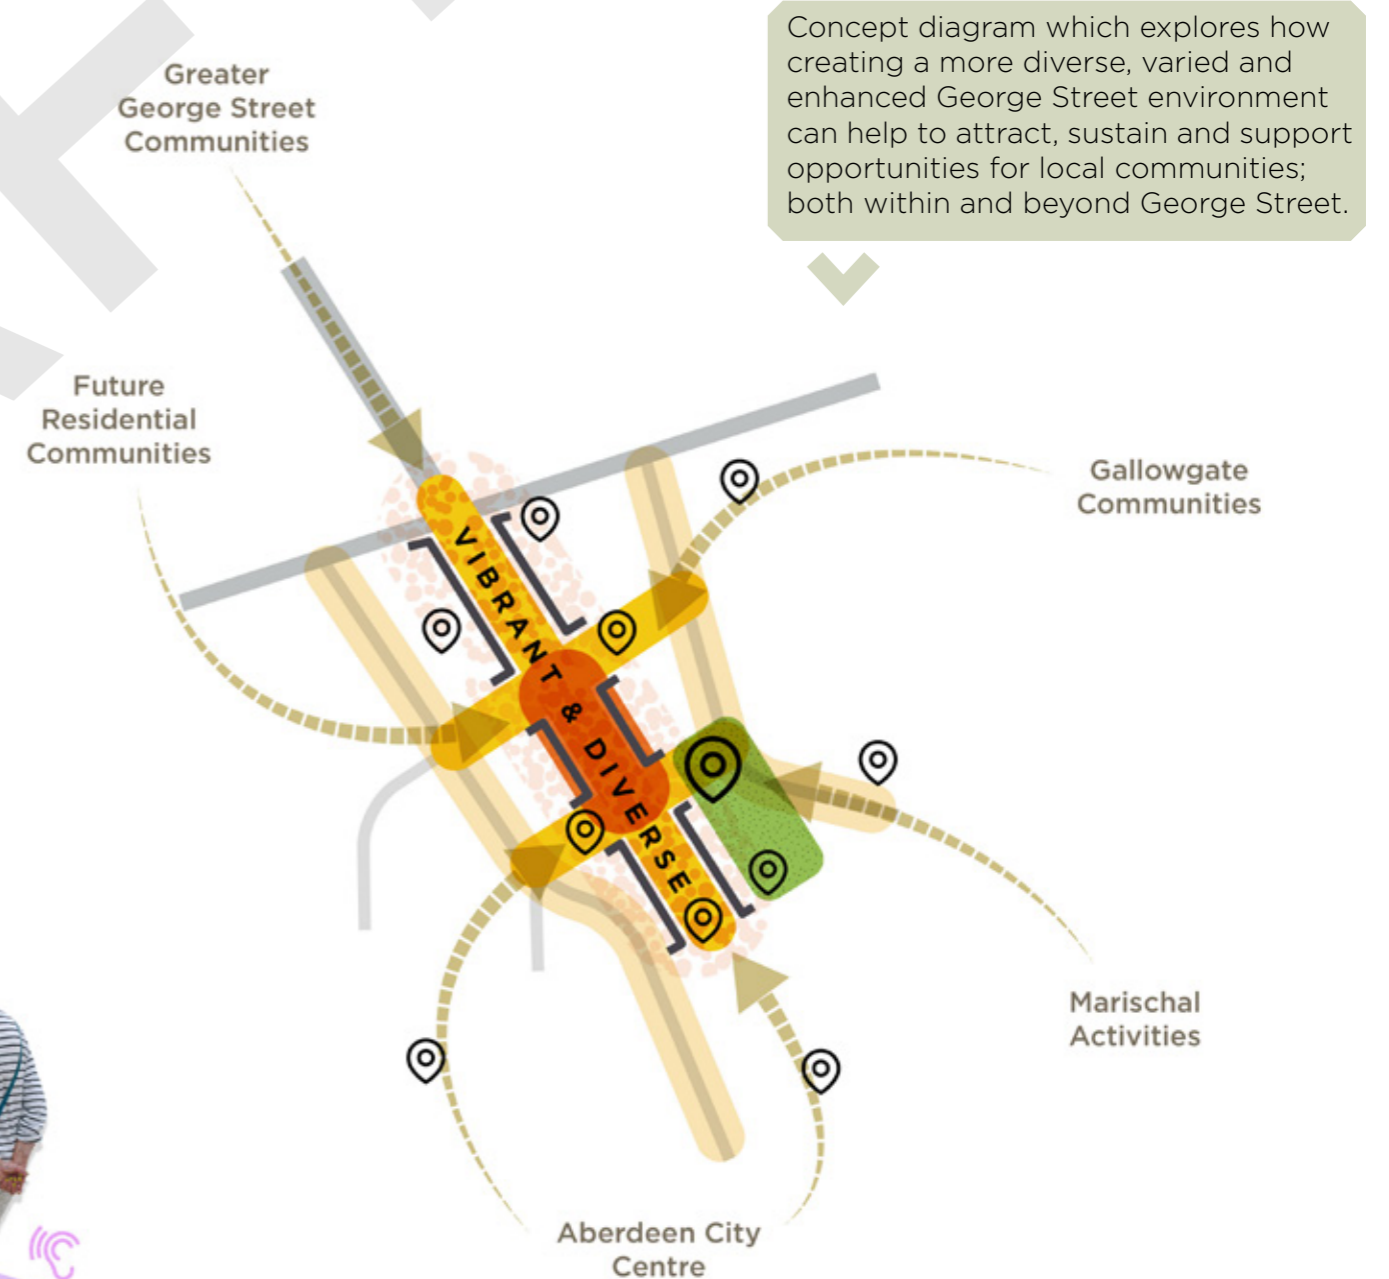 Concept diagram which explores how
creating a more diverse, varied and
enhanced George Street environment
can help to attract, sustain and support
opportunities for local communities;
both within and beyond George Street.
Greater
George Street
Communities
Future
Residential
Communities
Gallowgate
Communities
VIBRANT & DIVERSE
Marischal
Activities
Aberdeen City
Centre